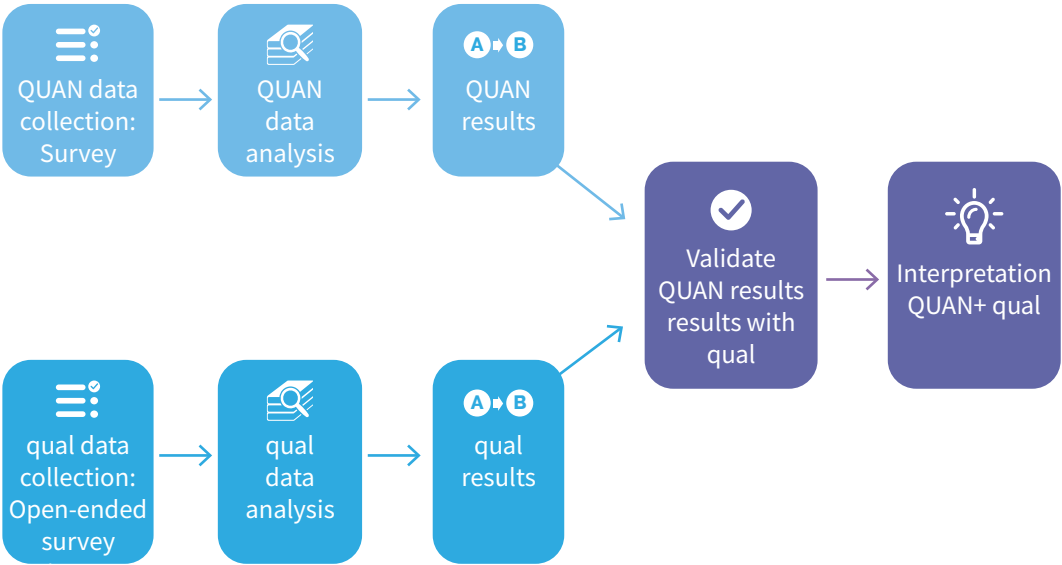 QUAN data
collection:
Survey
QUAN
data
analysis
A B
QUAN
results
Validate
QUAN results
results with
qual
Interpretation
QUAN+ qual
qual data
collection:
Open-ended
survey
qual
data
analysis
A B
qual
results